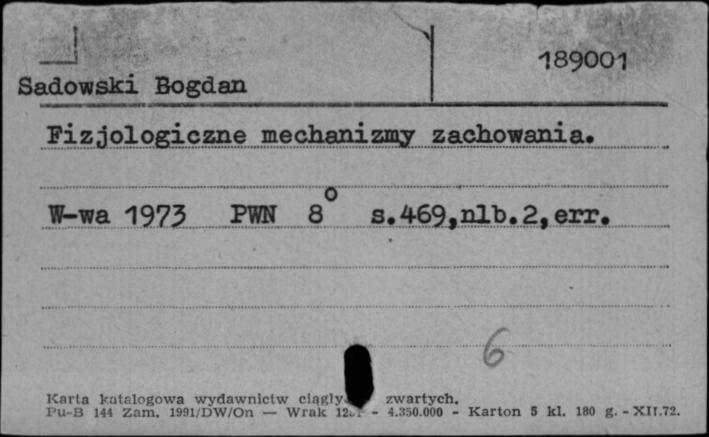 189001
Sadowski Bogdan
Fizjologiczne mechanizmy zachowania.
W-wa 1973 PWN 8° s.469,nlb.2,err.
6
Karta katalogowa wydawnictw zwartych.
Pu-B 144 Zam. 1991/DW/On — Wrak - 4.350.000 - Karton 5 kl. 180 g. - XII.72.